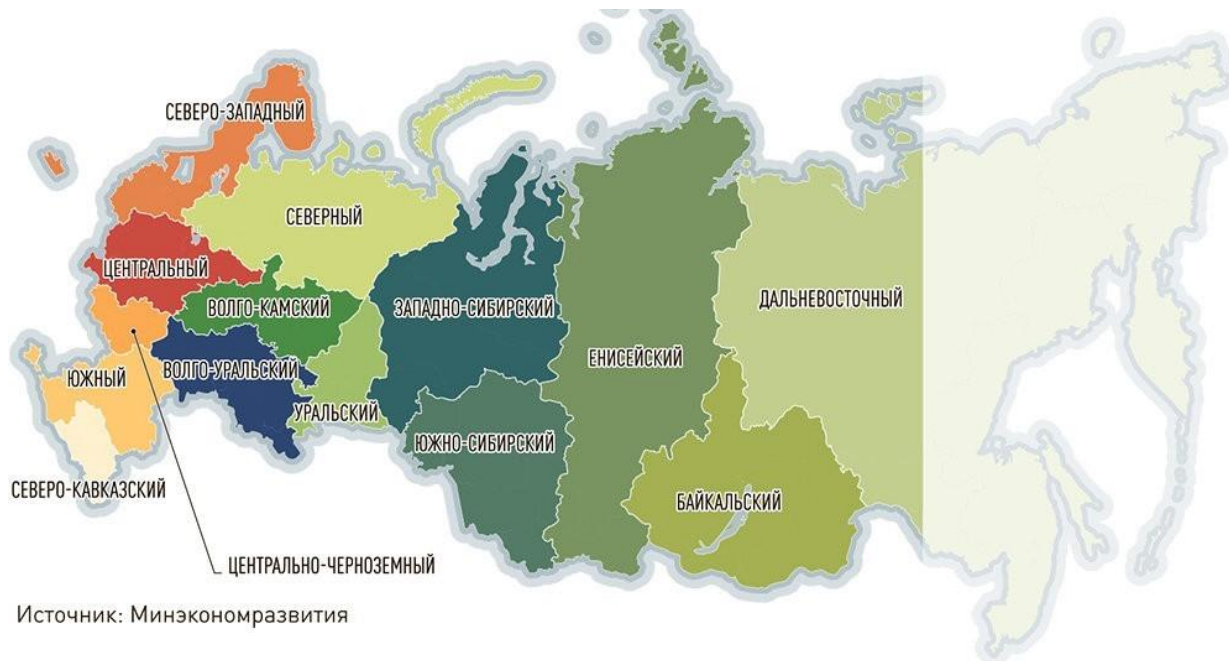 СЕВЕРО-ЗАПАДНЫЙ
СЕВЕРНЫЙ
ЦЕНТРАЛЬНЫЙ
ВОЛГО-КАМСКИЙ
ЗАПАДНО-СИБИРСКИЙ
ДАЛЬНЕВОСТОЧНЫЙ
ЕНИСЕЙСКИЙ
ВОЛГО-УРАЛЬСКИЙ
ЮЖНЫЙ
УРАЛЬСКИЙ
ЮЖНО-СИБИРСКИЙ
СЕВЕРО-КАВКАЗСКИЙ
БАЙКАЛЬСКИЙ
ЦЕНТРАЛЬНО-ЧЕРНОЗЕМНЫЙ
Источник: Минэкономразвития